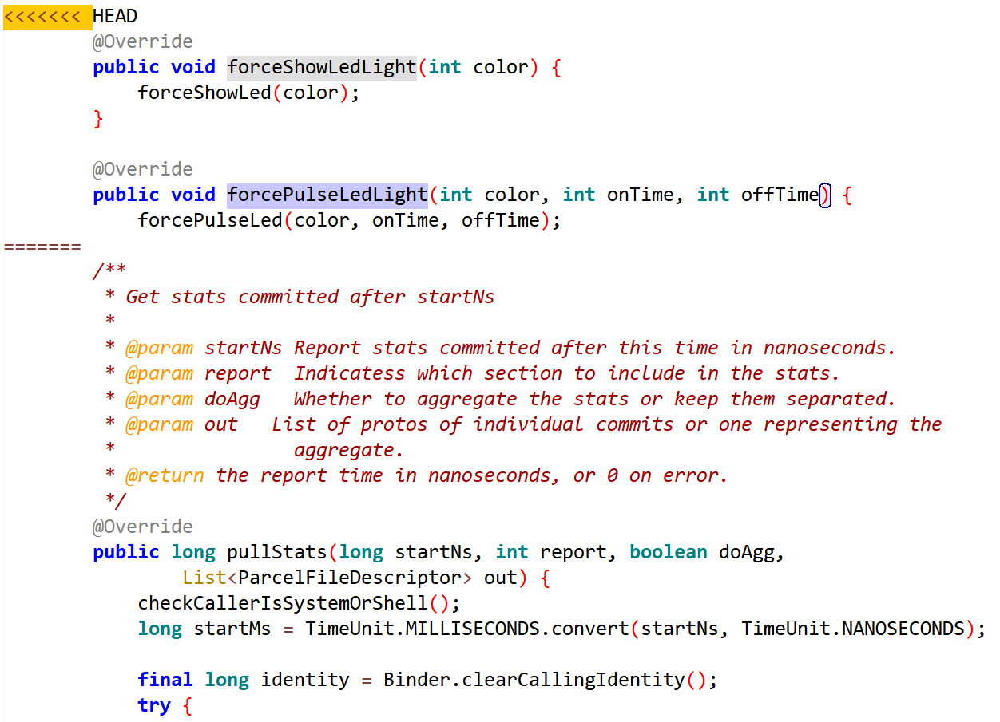 <<<<<<< HEAD
@Override
public void forceShowLedLight(int color) {
forceShowLed(color);
}
@Override
public void forcePulseLedLight(int color, int onTime, int offTime) {
forcePulseLed(color, onTime, offTime);
=======
/**
* Get stats committed after startNs
*
* @param startNs Report stats committed after this time in nanoseconds.
* @param report  Indicatess which section to include in the stats.
* @param doAgg   Whether to aggregate the stats or keep them separated.
* @param out   List of protos of individual commits or one representing the
*                aggregate.
* @return the report time in nanoseconds, or 0 on error.
*/
@Override
public long pullStats(long startNs, int report, boolean doAgg,
List<ParcelFileDescriptor> out) {
checkCallerIsSystemOrShell();
long startMs = TimeUnit.MILLISECONDS.convert(startNs, TimeUnit.NANOSECONDS);
final long identity = Binder.clearCallingIdentity();
try {